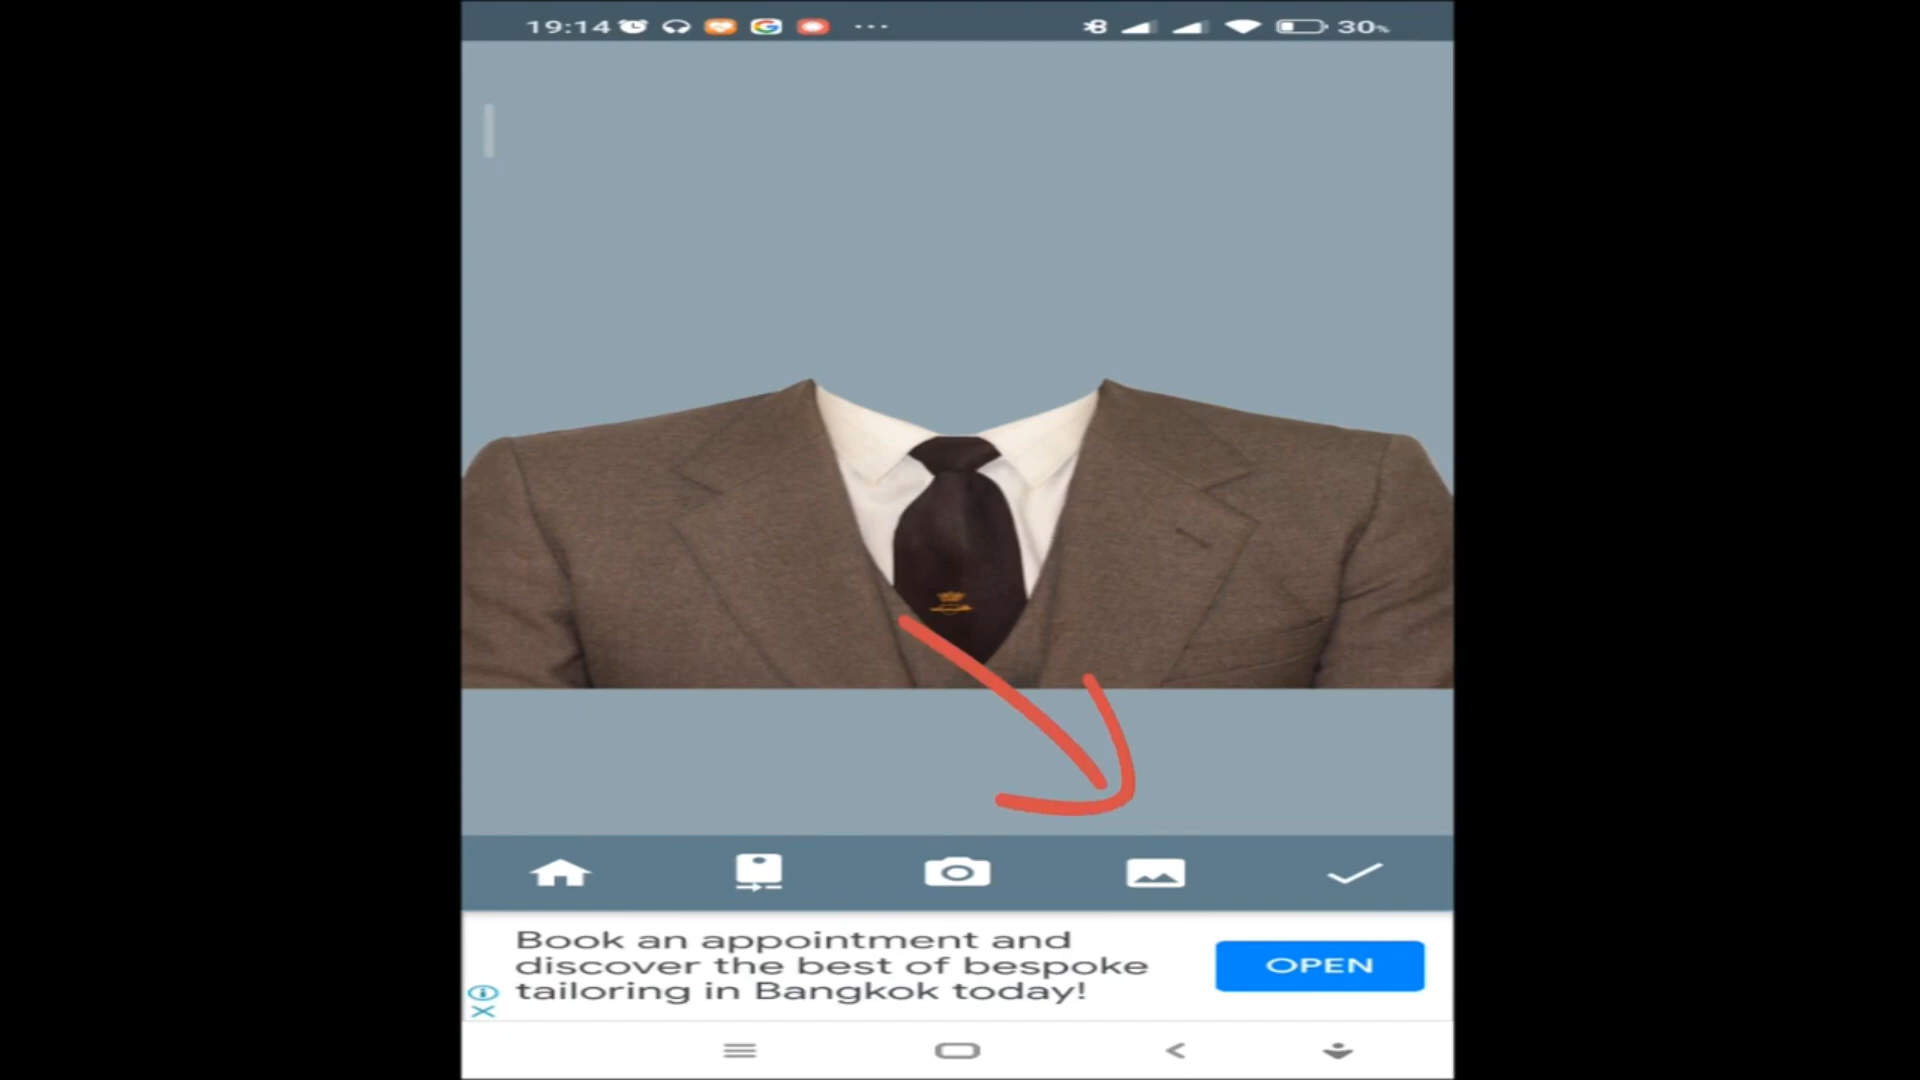 19:14 30%
Book an appointment and
discover the best of bespoke
tailoring in Bangkok today!
OPEN